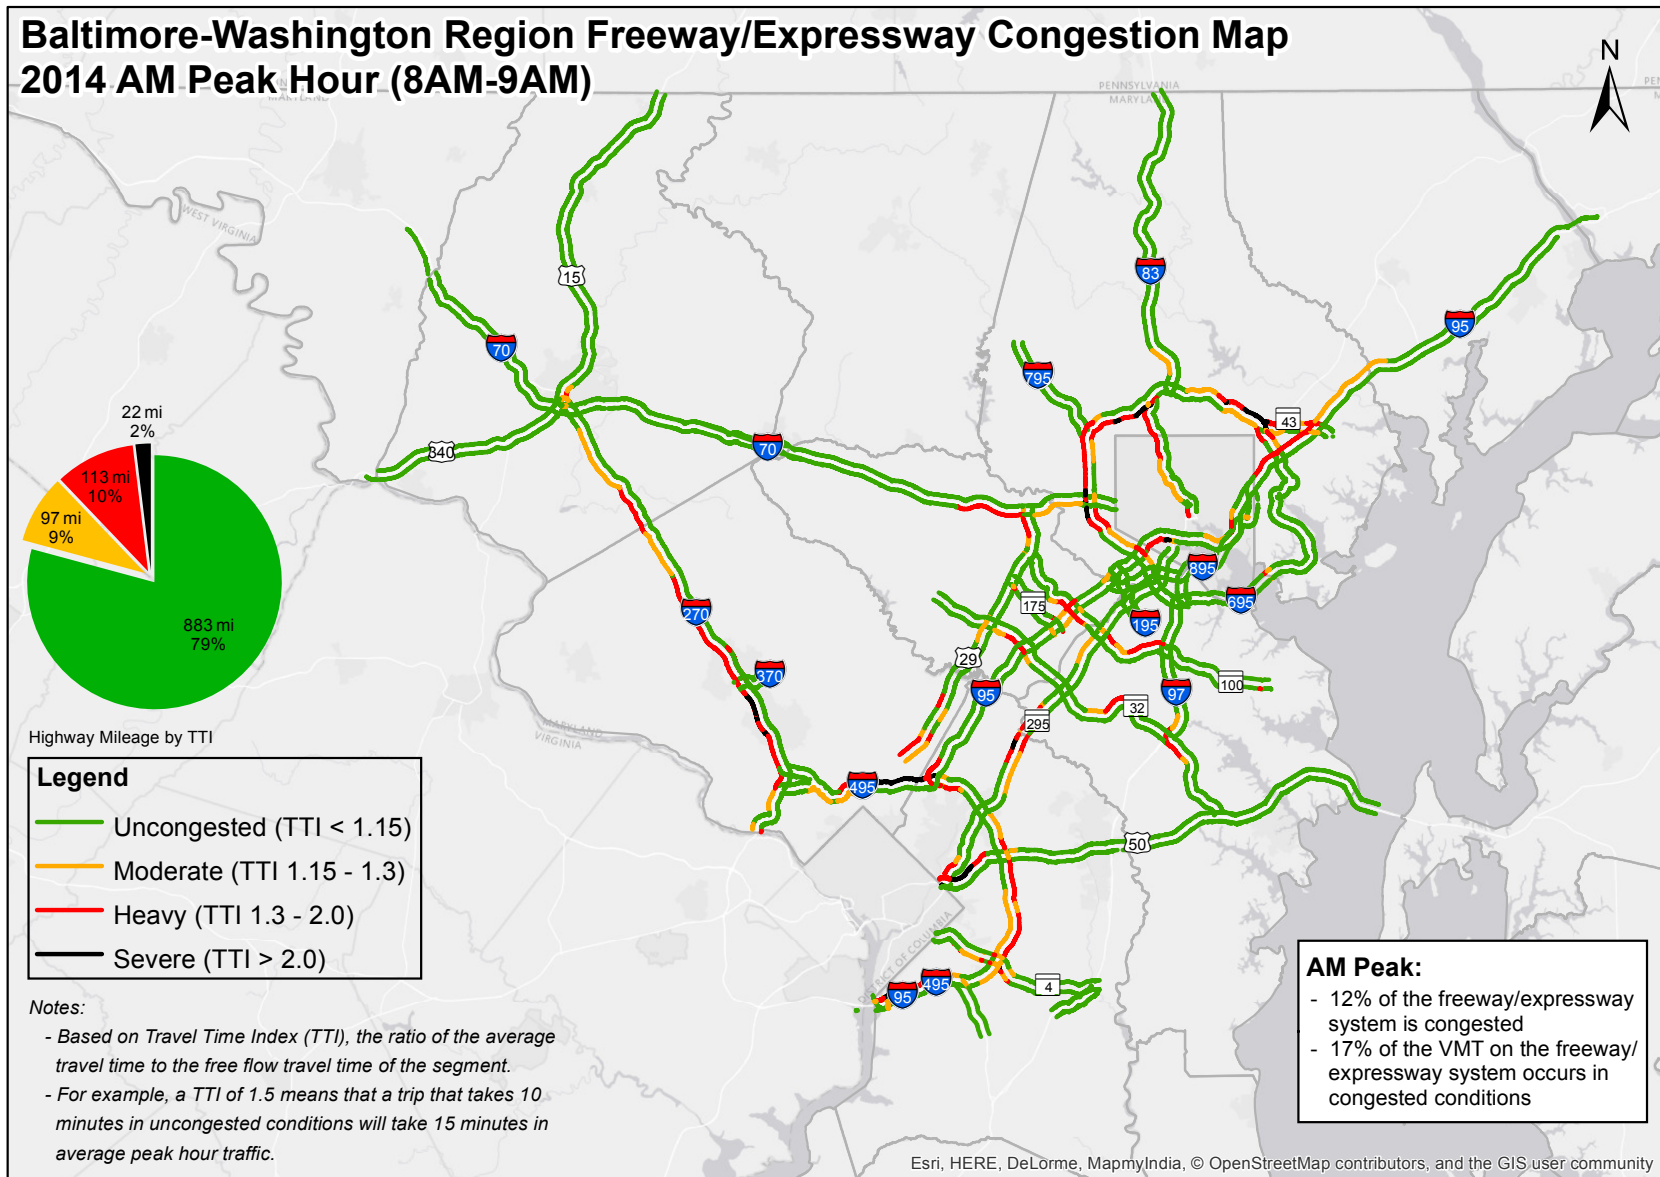 Baltimore-Washington Region Freeway/Expressway Congestion Map
2014 AM Peak Hour (8AM-9AM)
N
PENNSYLVANIA
MARYLAND
WEST VIRGINIA
15
83
95
70
795
43
22 mi
2%
113 mi
10%
97 mi
9%
883 mi
79%
340
70
895
695
175
195
270
29
370
95
97
100
32
295
MARYLAND
VIRGINIA
495
50
DISTRICT OF COLUMBIA
95
495
4
Highway Mileage by TTI
Legend
Uncongested (TTI < 1.15)
Moderate (TTI 1.15 - 1.3)
Heavy (TTI 1.3 - 2.0)
Severe (TTI > 2.0)
Notes:
- Based on Travel Time Index (TTI), the ratio of the average
travel time to the free flow travel time of the segment.
- For example, a TTI of 1.5 means that a trip that takes 10
minutes in uncongested conditions will take 15 minutes in
average peak hour traffic.
AM Peak:
- 12% of the freeway/expressway
system is congested
- 17% of the VMT on the freeway/
expressway system occurs in
congested conditions
Esri, HERE, DeLorme, MapmyIndia, © OpenStreetMap contributors, and the GIS user community